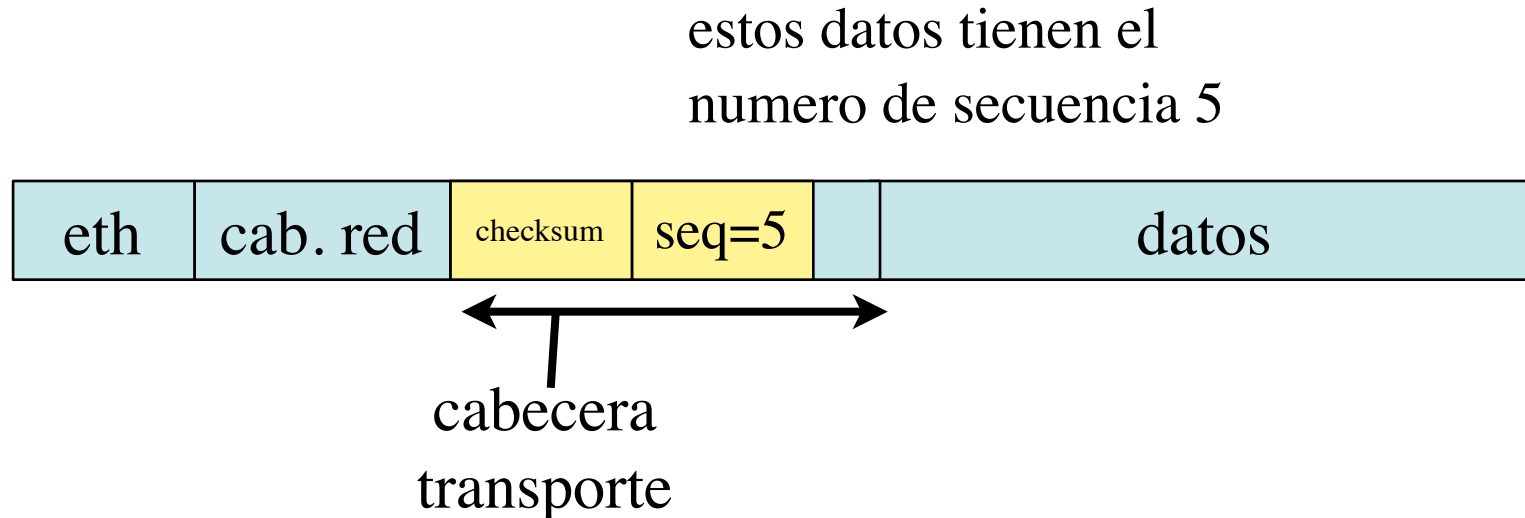 estos datos tienen el
numero de secuencia 5
eth cab. red checksum seq=5 datos
cabecera
transporte